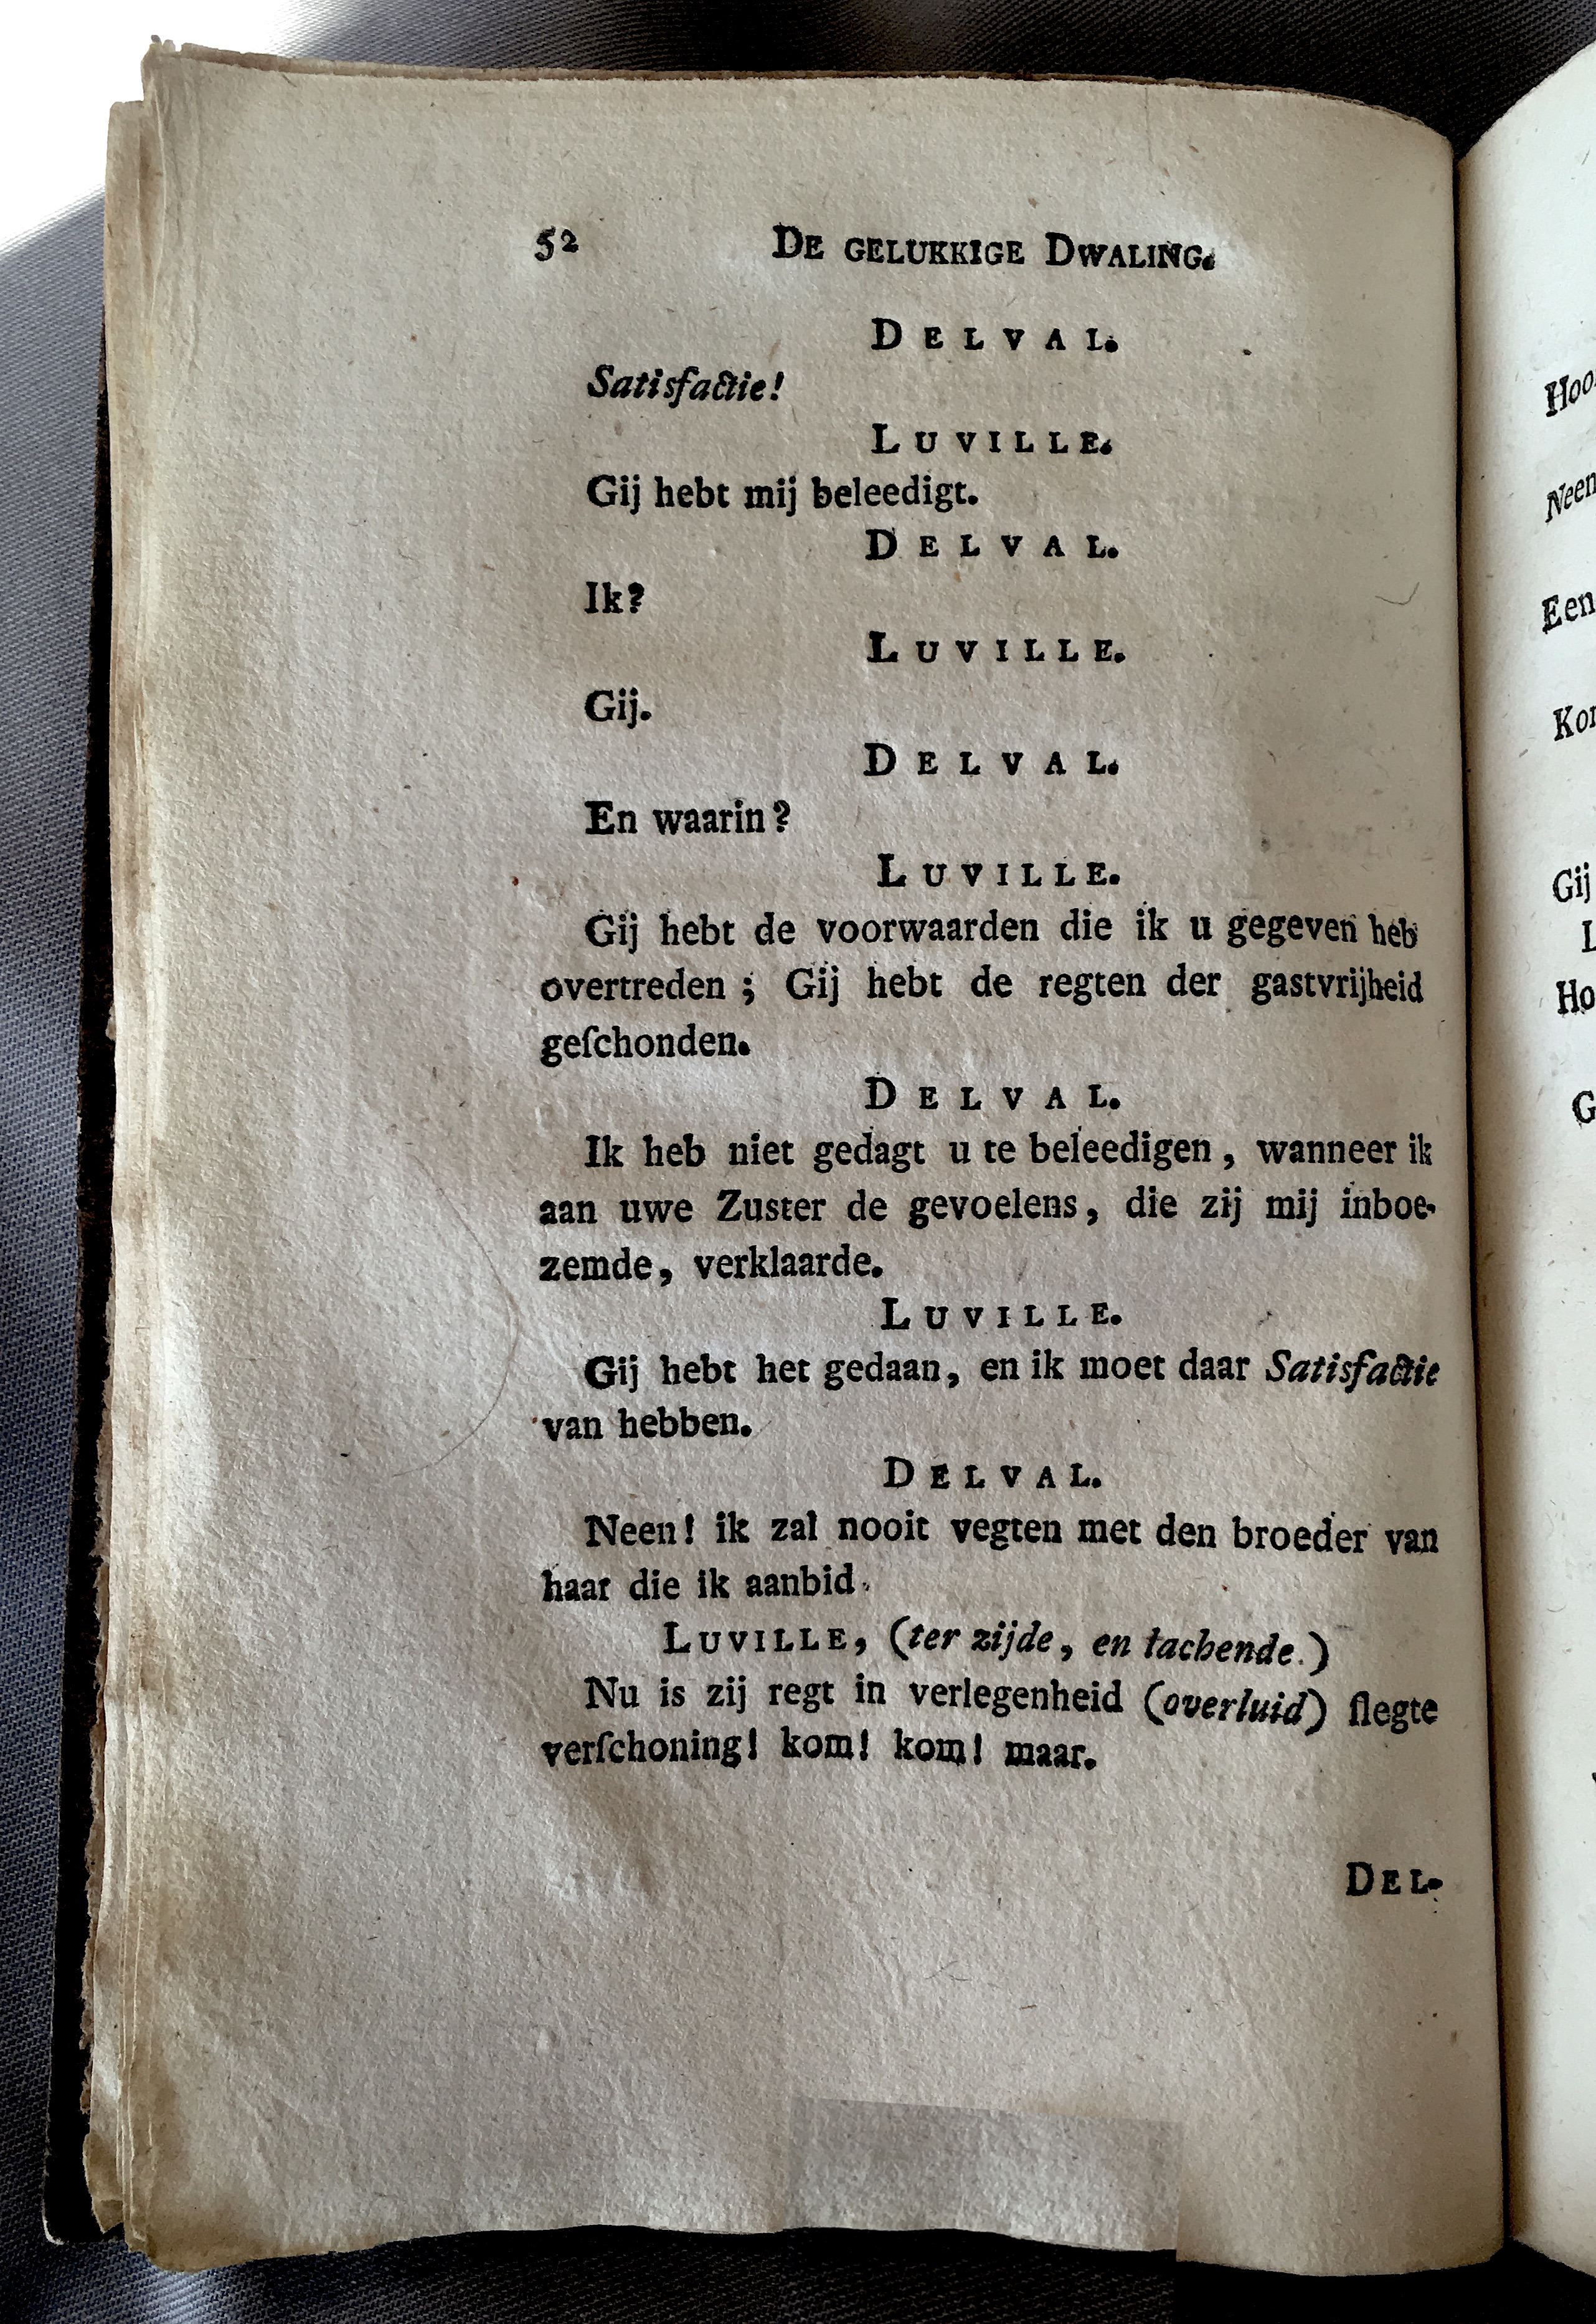 52 DE GELUKKIGE DWALING.
DELVAL.
Satisfactie!
LUVILLE.
Gij hebt mij beleedigt.
DELVAL.
Ik?
LUVILLE.
Gij.
DELVAL.
En waarin?
LUVILLE.
Gij hebt de voorwaarden die ik u gegeven heb
overtreden; Gij hebt de regten der gastvrijheid
geſchonden.
DELVAL.
Ik heb niet gedagt u te beleedigen, wanneer ik
aan uwe Zuster de gevoelens, die zij mij inboe-
zemde, verklaarde.
LUVILLE.
Gij hebt het gedaan, en ik moet daar Satisfactie
van hebben.
DELVAL.
Neen! ik zal nooit vegten met den broeder van
haar die ik aanbid.
LUVILLE, (ter zijde, en lachende.)
Nu is zij regt in verlegenheid (overluid) ſlegte
verſchoning! kom! kom! maar.
DEL-
Neen
Een
Gij